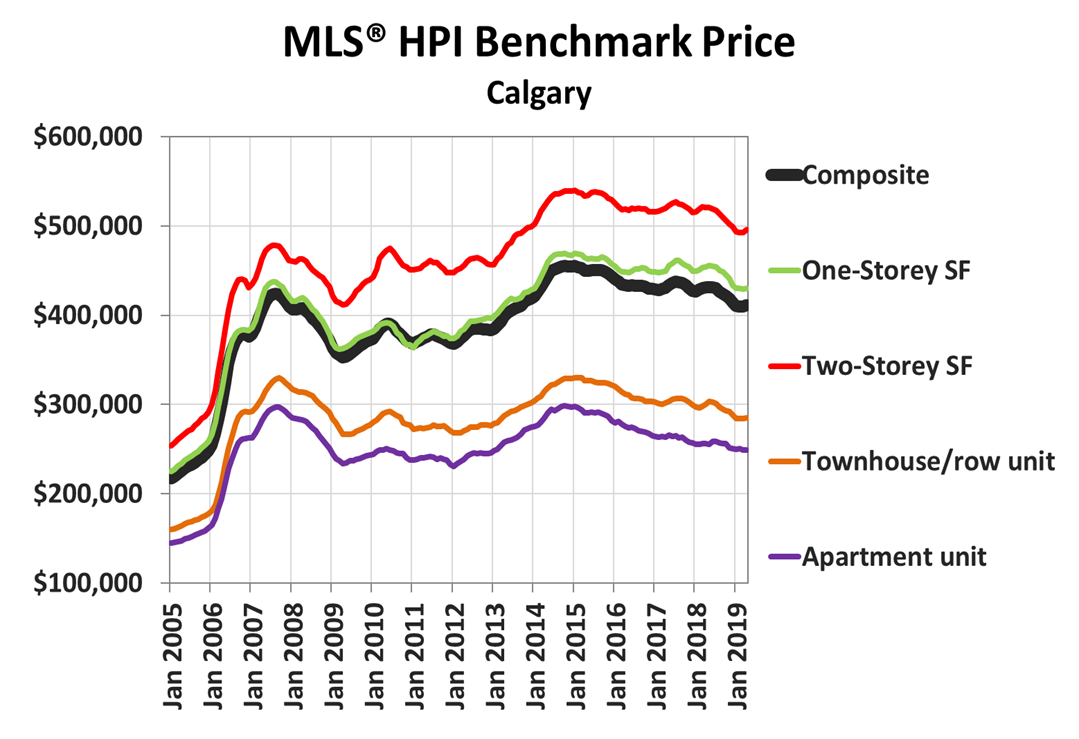 MLS® HPI Benchmark Price
Calgary
$600,000
$500,000
$400,000
$300,000
$200,000
$100,000
Jan 2005
Jan 2006
Jan 2007
Jan 2008
Jan 2009
Jan 2010
Jan 2011
Jan 2012
Jan 2013
Jan 2014
Jan 2015
Jan 2016
Jan 2017
Jan 2018
Jan 2019
Composite
One-Storey SF
Two-Storey SF
Townhouse/row unit
Apartment unit